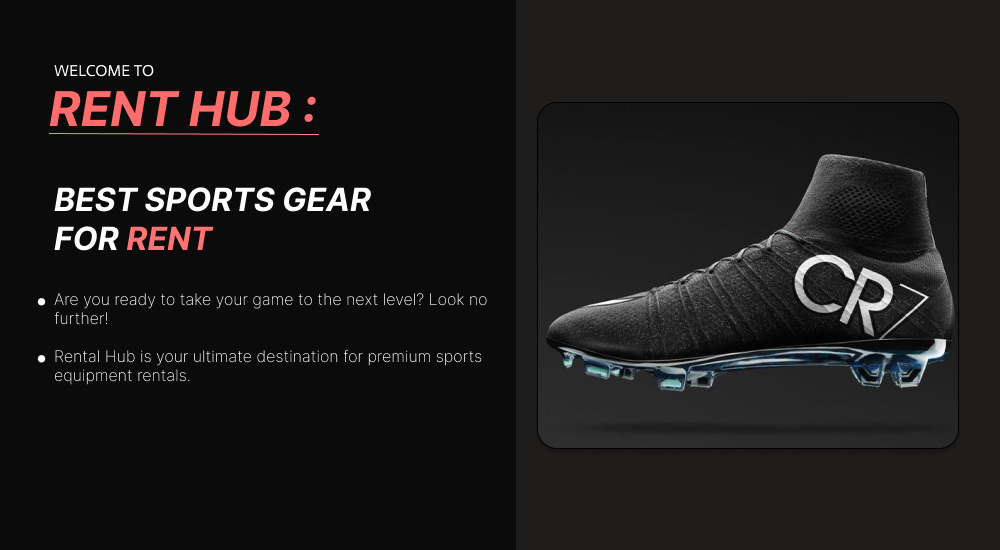 WELCOME TO
RENT HUB :
BEST SPORTS GEAR
FOR RENT
Are you ready to take your game to the next level? Look no
further!
Rental Hub is your ultimate destination for premium sports
equipment rentals.
CR7